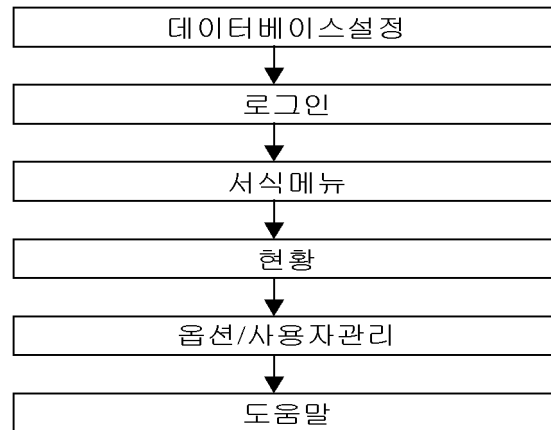 데이터베이스설정
로그인
서식메뉴
현황
옵션/사용자관리
도움말